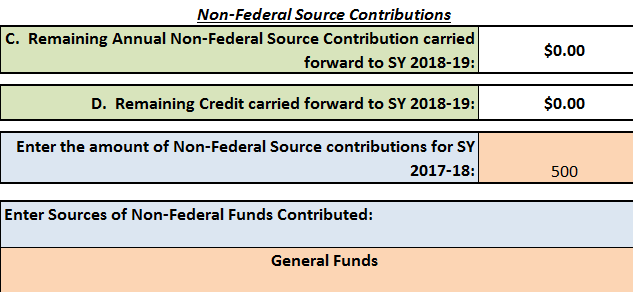 Non-Federal Source Contributions
C. Remaining Annual Non-Federal Source Contribution carried
forward to SY 2018-19:
$0.00
D. Remaining Credit carried forward to SY 2018-19:
$0.00
Enter the amount of Non-Federal Source contributions for SY
2017-18:
500
Enter Sources of Non-Federal Funds Contributed:
General Funds